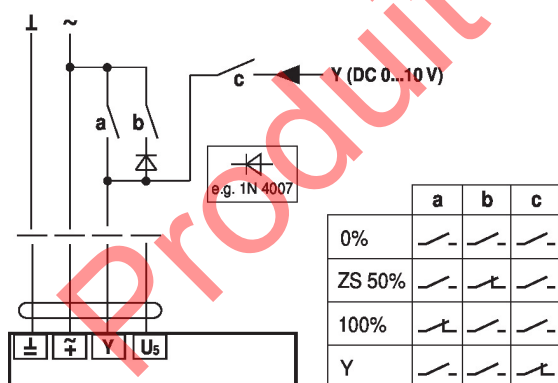 ⊥ ~
a b c Y (DC 0...10 V)
e.g. 1N 4007
a b c
0%
ZS 50%
100%
Y
Y U5
Produit